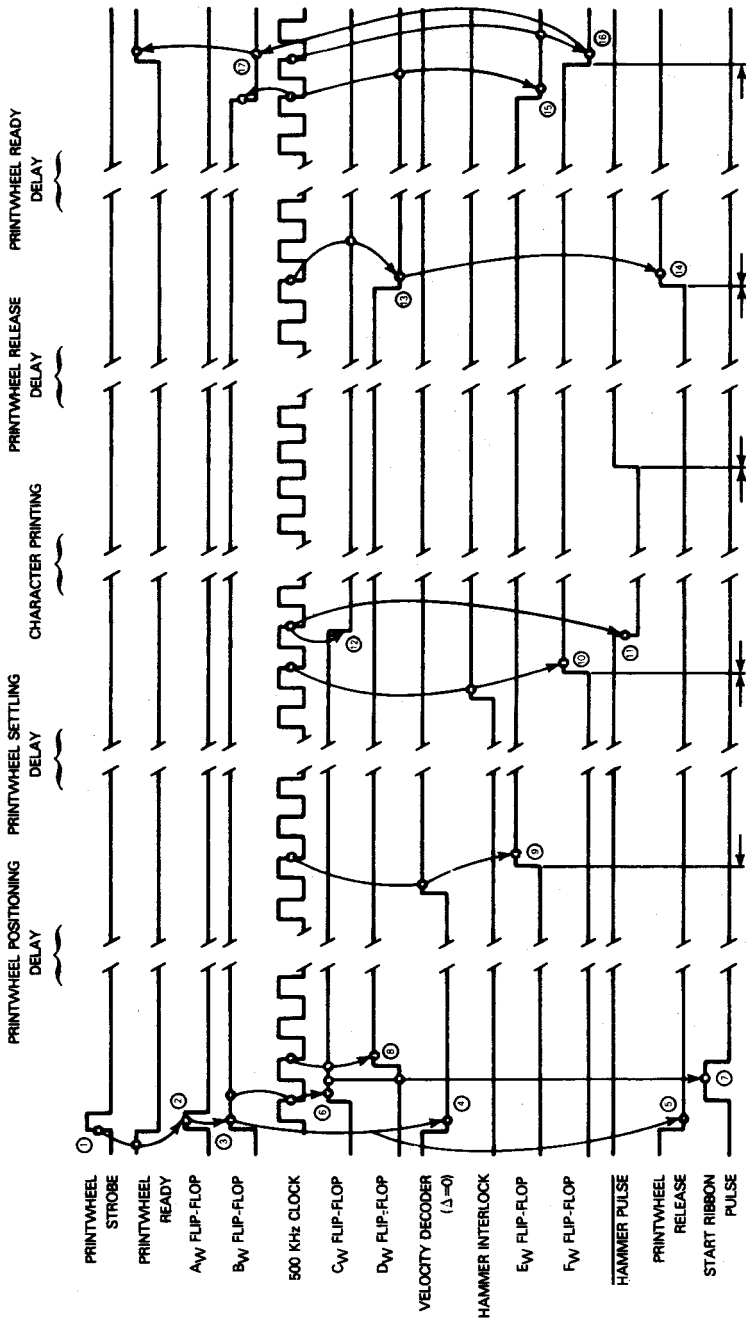 PRINTWHEEL POSITIONING
DELAY
PRINTWHEEL SETTLING
DELAY
CHARACTER PRINTING
PRINTWHEEL RELEASE
DELAY
PRINTWHEEL READY
DELAY
PRINTWHEEL
STROBE
PRINTWHEEL
READY
AW FLIP-FLOP
BW FLIP-FLOP
500 KHz CLOCK
CW FLIP-FLOP
DW FLIP-FLOP
VELOCITY DECODER
(Δ=0)
HAMMER INTERLOCK
EW FLIP-FLOP
FW FLIP-FLOP
HAMMER PULSE
PRINTWHEEL
RELEASE
START RIBBON
PULSE
1
2
3
4
5
6
7
8
9
10
11
12
13
14
15
16
17